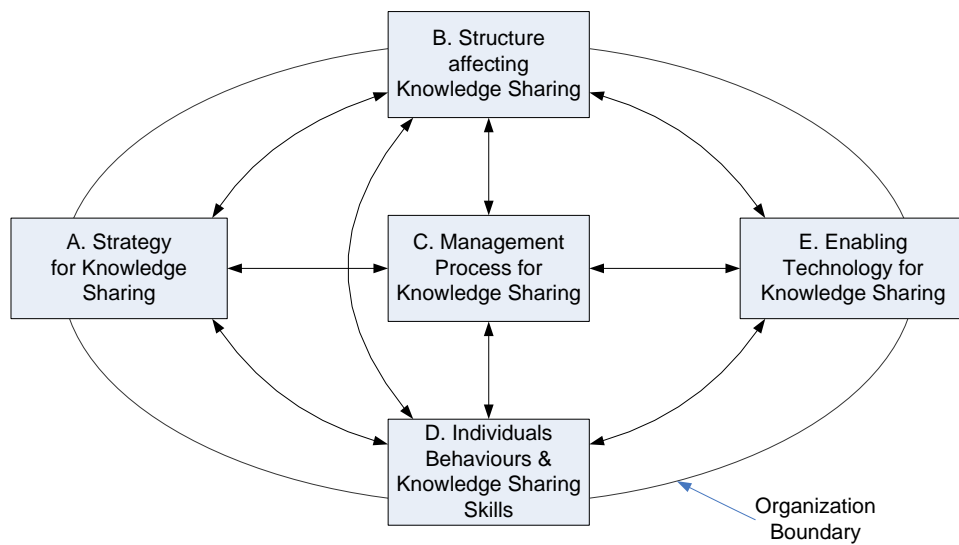 B. Structure
affecting
Knowledge Sharing
A. Strategy
for Knowledge
Sharing
C. Management
Process for
Knowledge Sharing
E. Enabling
Technology for
Knowledge Sharing
D. Individuals
Behaviours &
Knowledge Sharing
Skills
Organization
Boundary